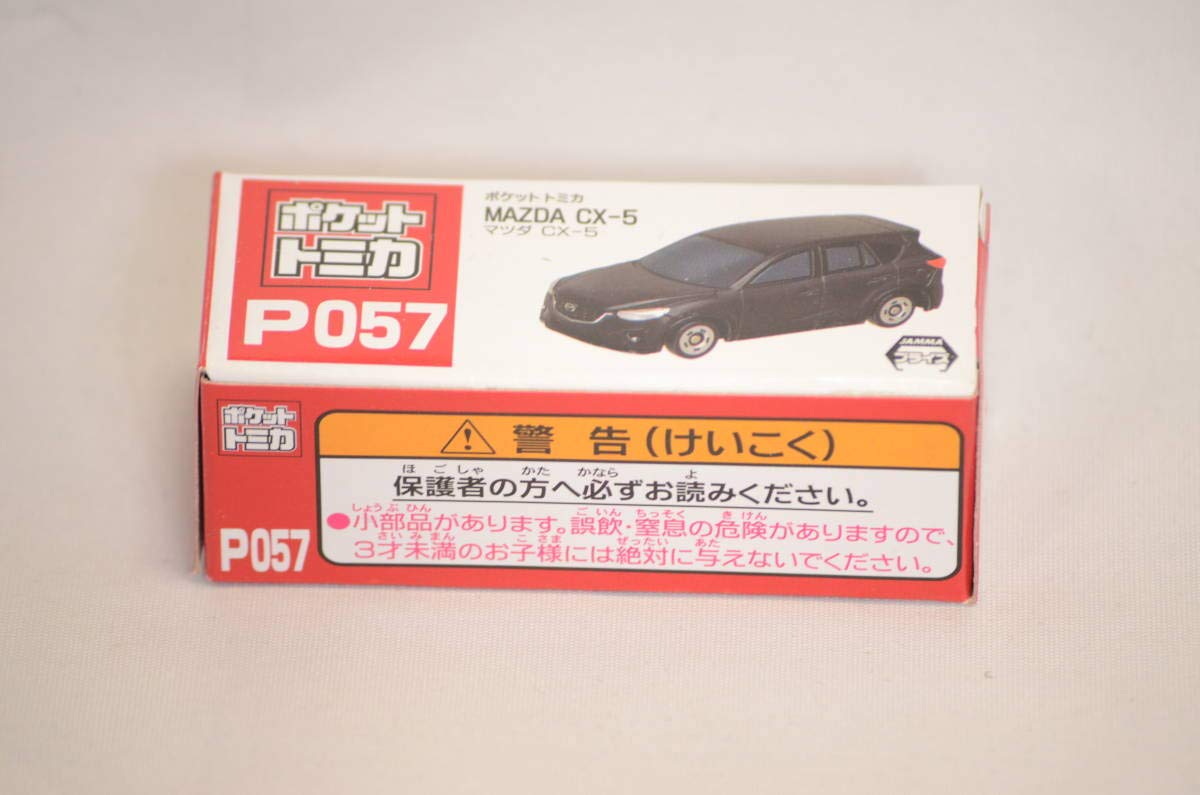 ポケット
トミカ
P057
ポケットトミカ
MAZDA CX-5
マツダ CX-5
JAMMA
プライズ
ポケット
トミカ
P057
警 告(けいこく)
ほごしゃ かた かなら よ
保護者の方へ必ずお読みください。
しょうぶひん ごいん ちっそく きけん
●小部品があります。誤飲・窒息の危険がありますので、
さいみまん こさま ぜったい あた
3才未満のお子様には絶対に与えないでください。